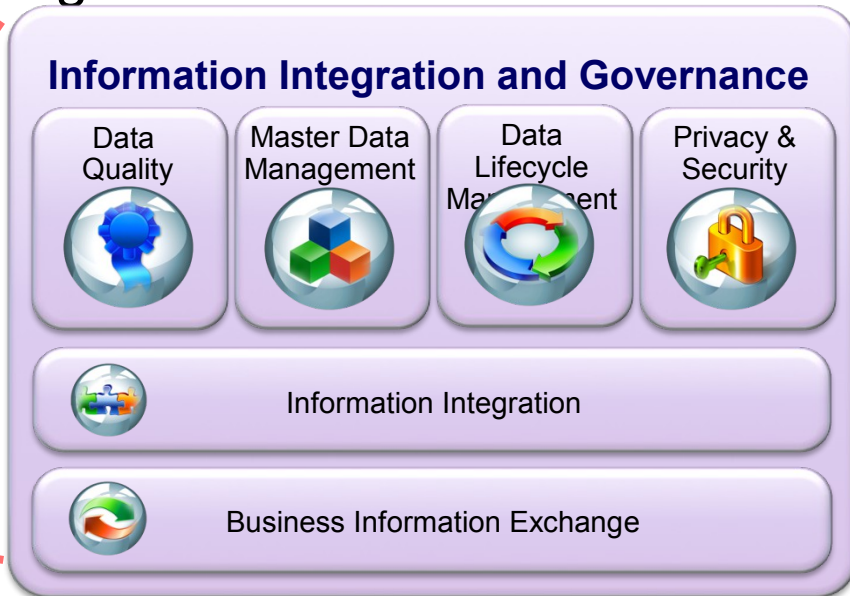 Information Integration and Governance
Data
Quality
Master Data
Management
Data
Lifecycle
Privacy &
Security
Information Integration
Business Information Exchange